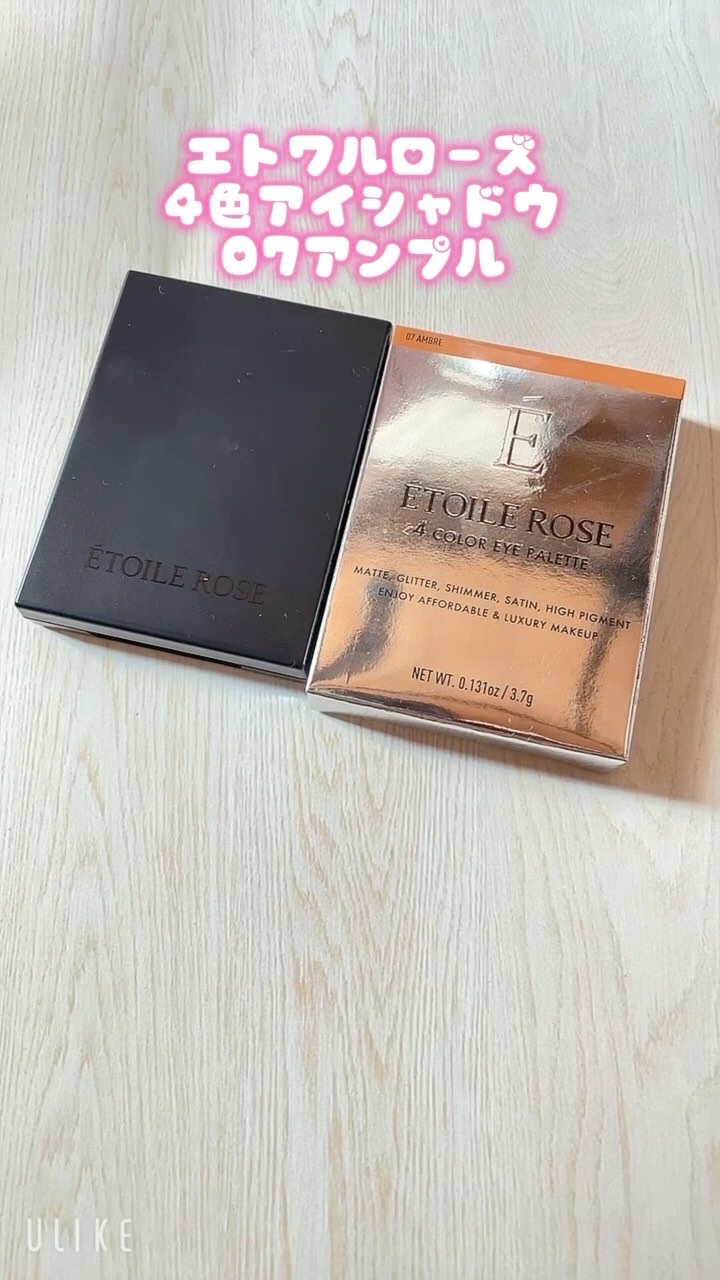 エトワルローズ
4色アイシャドウ
07アンプル
07 AMBRE
E
ÉTOILE ROSE
4 COLOR EYE PALETTE
MATTE, GLITTER, SHIMMER, SATIN, HIGH PIGMENT
ENJOY AFFORDABLE & LUXURY MAKEUP
NET WT. 0.131oz / 3.7g
ÉTOILE ROSE
ULIKE